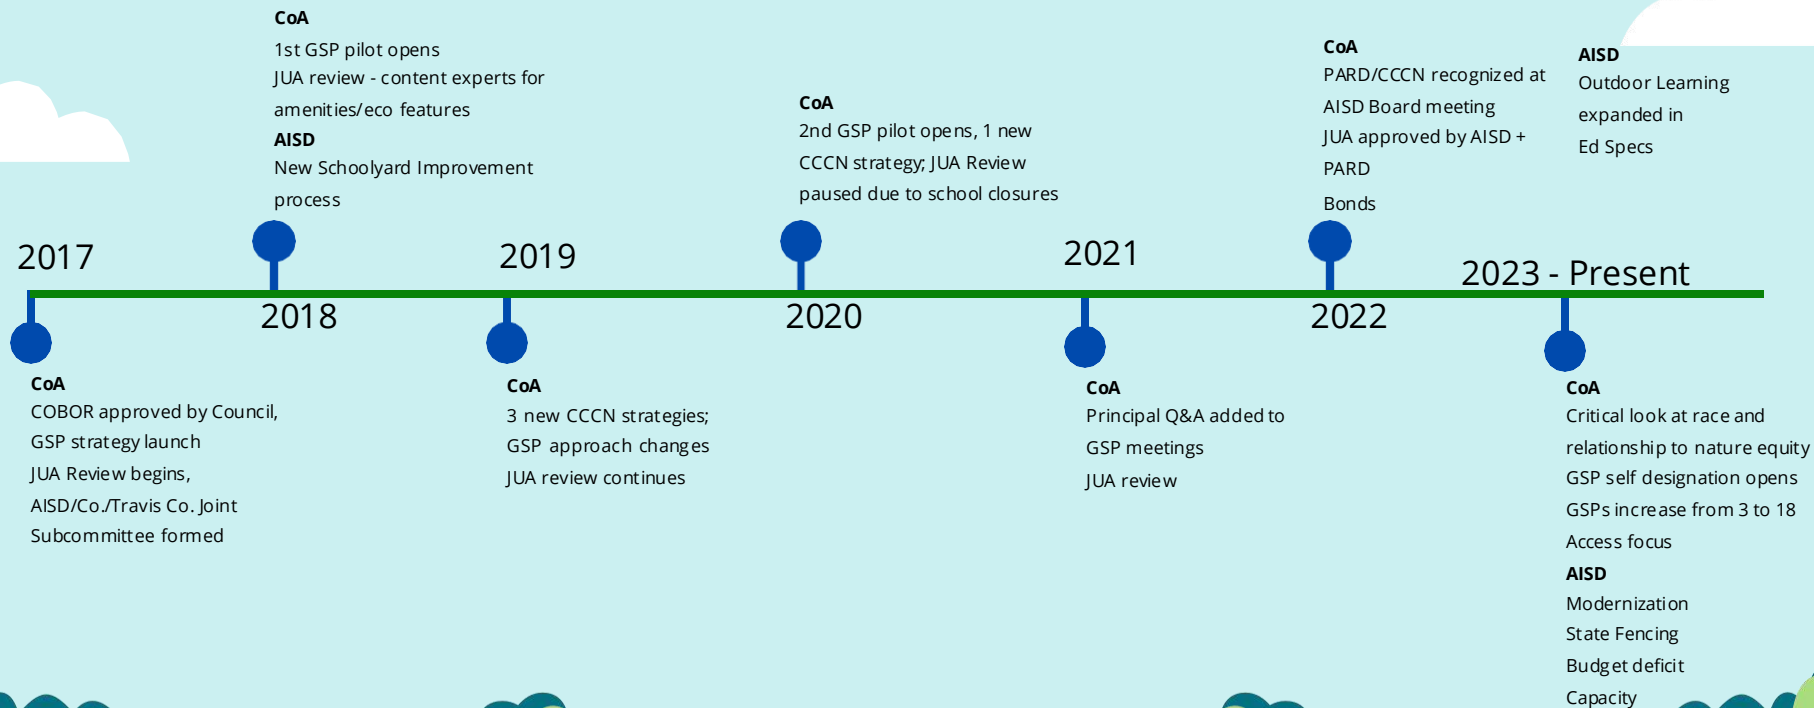 CoA
1st GSP pilot opens
JUA review - content experts for
amenities/eco features
AISD
New Schoolyard Improvement
process
CoA
2nd GSP pilot opens, 1 new
CCCN strategy; JUA Review
paused due to school closures
CoA
PARD/CCCN recognized at
AISD Board meeting
JUA approved by AISD +
PARD
Bonds
AISD
Outdoor Learning
expanded in
Ed Specs
2017
2018
2019
2020
2021
2022
2023 - Present
CoA
COBOR approved by Council,
GSP strategy launch
JUA Review begins,
AISD/Co./Travis Co. Joint
Subcommittee formed
CoA
3 new CCCN strategies;
GSP approach changes
JUA review continues
CoA
Principal Q&A added to
GSP meetings
JUA review
CoA
Critical look at race and
relationship to nature equity
GSP self designation opens
GSPs increase from 3 to 18
Access focus
AISD
Modernization
State Fencing
Budget deficit
Capacity